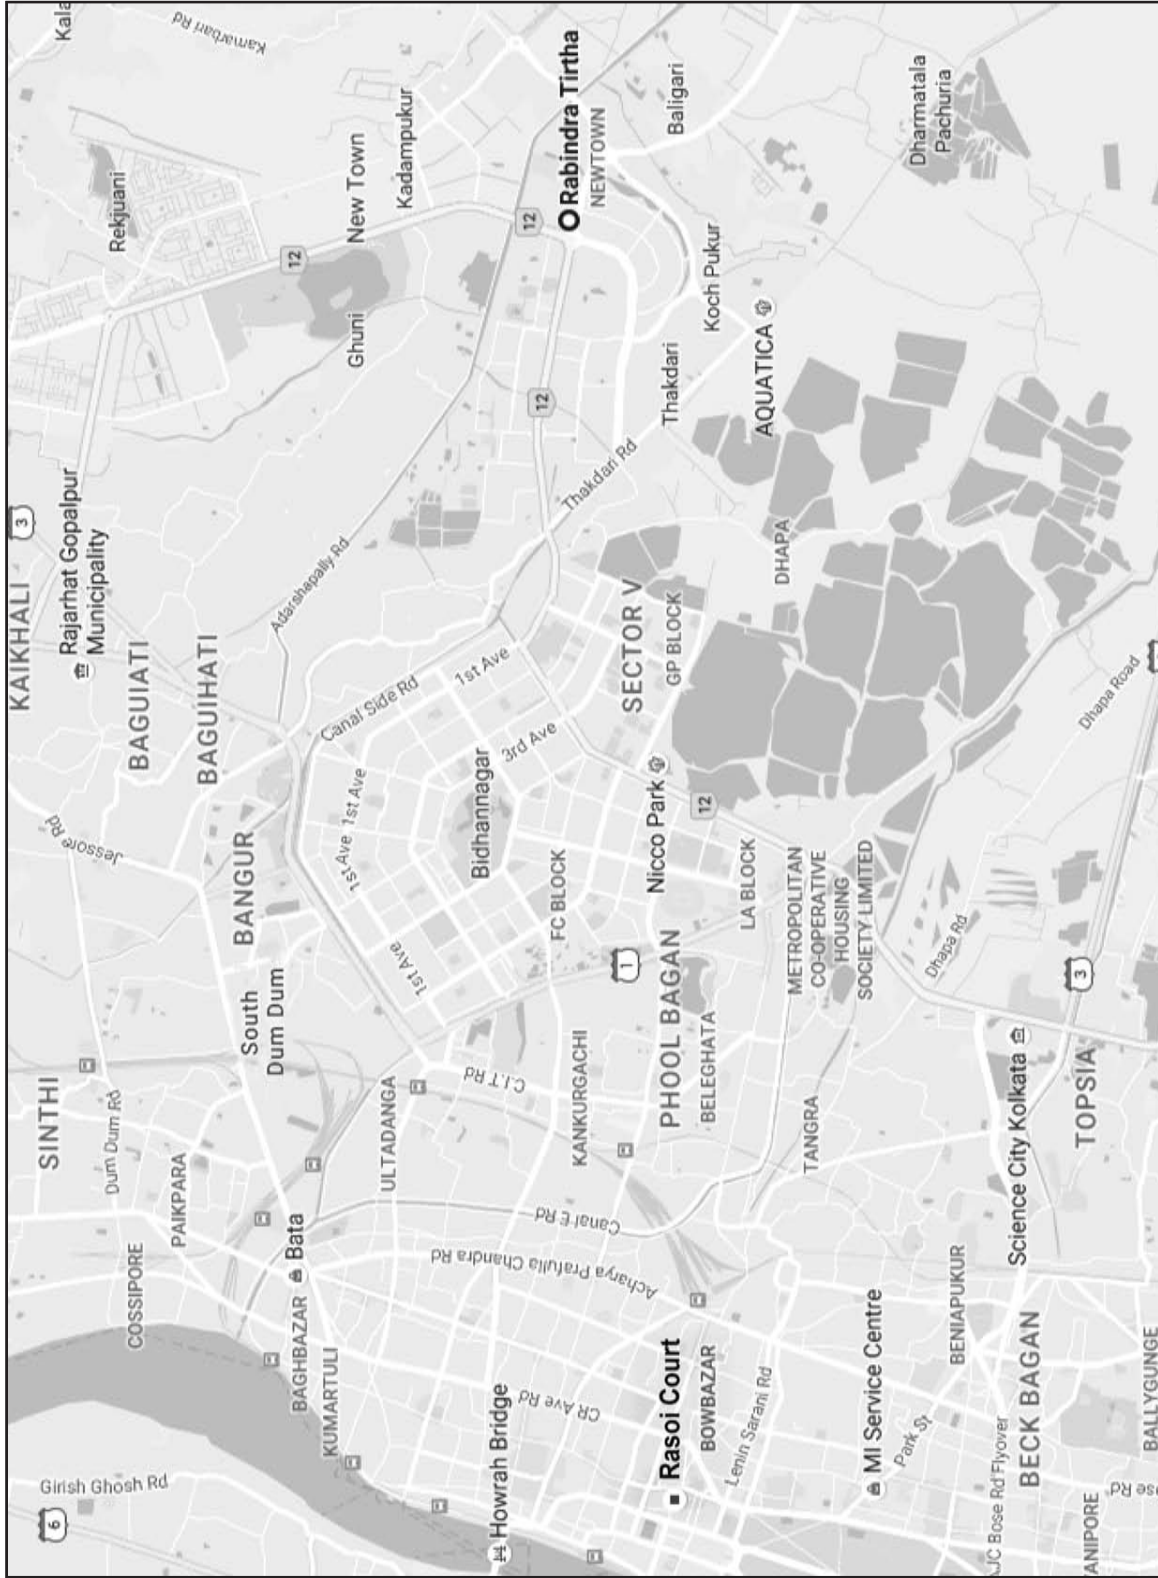 6
Girish Ghosh Rd
SINTHI
KAIKHALI
3
Kala
Rajarhat Gopalpur
Municipality
Jessore Rd
Dum Dum Rd
COSSIPORE
PAIKPARA
BAGUIATI
Rekjuani
Kamarbari Rd
BAGUIHATI
BANGUR
South
Dum Dum
BAGHBAZAR
Bata
KUMARTULI
Adarshapally Rd
12
New Town
Ghuni
Kadampukur
ULTADANGA
1st Ave
1st Ave
1st Ave
Canal Side Rd
1st Ave
Acharya Prafulla Chandra Rd
C.I.T Rd
Bidhannagar
3rd Ave
Howrah Bridge
CR Ave Rd
Canal E Rd
KANKURGACHI
FC BLOCK
12
12
Rabindra Tirtha
NEWTOWN
Thakdari Rd
1
SECTOR V
Rasoi Court
PHOOL BAGAN
Nicco Park
GP BLOCK
Thakdari
Baligari
BOWBAZAR
BELEGHATA
12
Koch Pukur
Lenin Sarani Rd
LA BLOCK
AQUATICA
DHAPA
TANGRA
METROPOLITAN
CO-OPERATIVE
HOUSING
SOCIETY LIMITED
MI Service Centre
Park St
Dharmatala
Pachuria
BENIAPUKUR
Dhapa Rd
AJC Bose Rd Flyover
BECK BAGAN
Science City Kolkata
TOPSIA
3
Dhapa Road
ANIPORE
BALLYGUNGE
se Rd